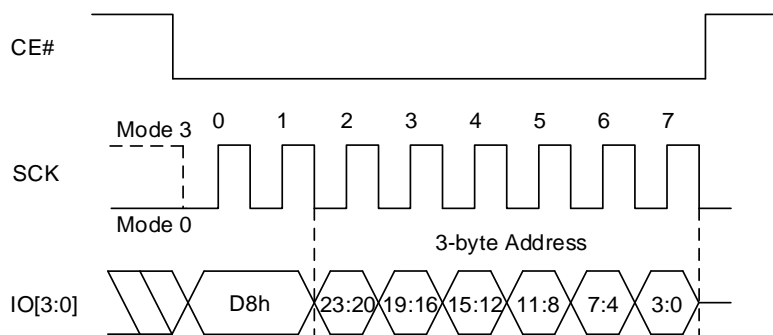 CE#
Mode 3 0 1 2 3 4 5 6 7
SCK
Mode 0
3-byte Address
IO[3:0] D8h 23:20 19:16 15:12 11:8 7:4 3:0